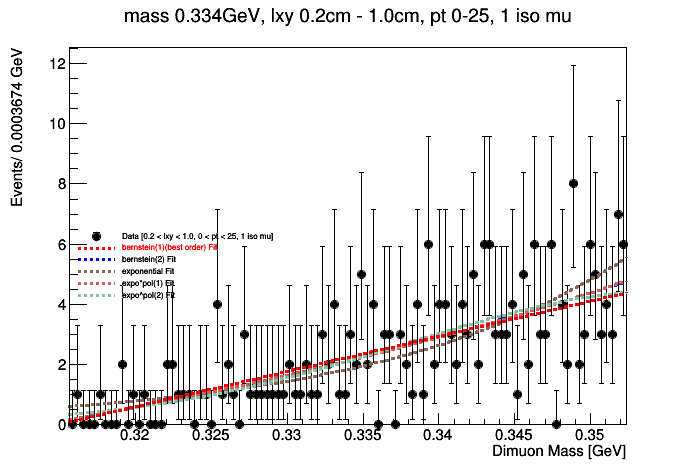 mass 0.334GeV, lxy 0.2cm - 1.0cm, pt 0-25, 1 iso mu
Events/ 0.0003674 GeV
12
10
8
6
4
2
0
Data [0.2 < lxy < 1.0, 0 < pt < 25, 1 iso mu]
bernstein(1)(best order) Fit
bernstein(2) Fit
exponential Fit
expo*pol(1) Fit
expo*pol(2) Fit
0.32 0.325 0.33 0.335 0.34 0.345 0.35
Dimuon Mass [GeV]